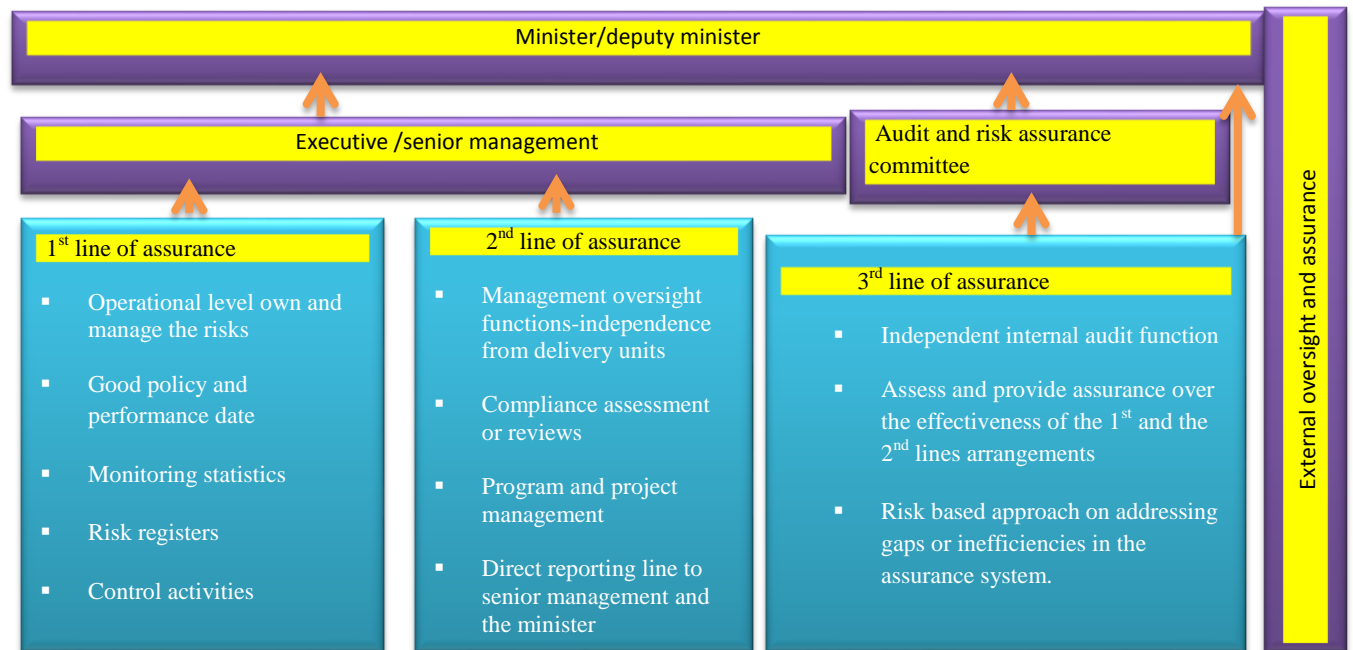 Minister/deputy minister
Executive /senior management
Audit and risk assurance
committee
1st line of assurance
▪ Operational level own and
manage the risks
▪ Good policy and
performance date
▪ Monitoring statistics
▪ Risk registers
▪ Control activities
2nd line of assurance
▪ Management oversight
functions-independence
from delivery units
▪ Compliance assessment
or reviews
▪ Program and project
management
▪ Direct reporting line to
senior management and
the minister
3rd line of assurance
▪ Independent internal audit function
▪ Assess and provide assurance over
the effectiveness of the 1st and the
2nd lines arrangements
▪ Risk based approach on addressing
gaps or inefficiencies in the
assurance system.
External oversight and assurance